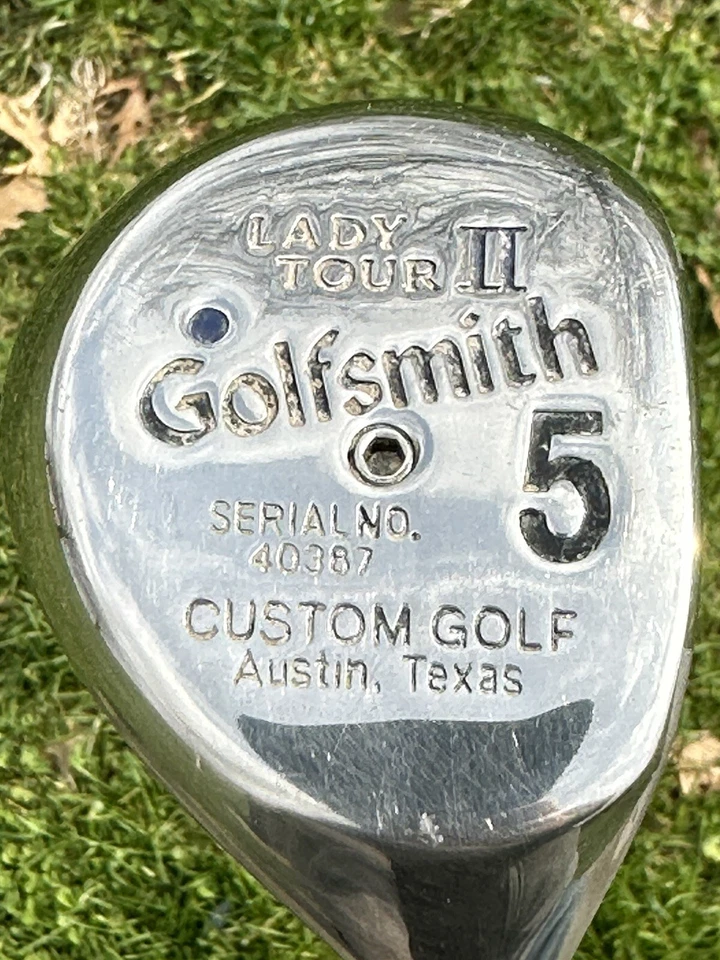 LADY
TOUR II
Golfsmith
5
SERIAL NO.
40387
CUSTOM GOLF
Austin, Texas